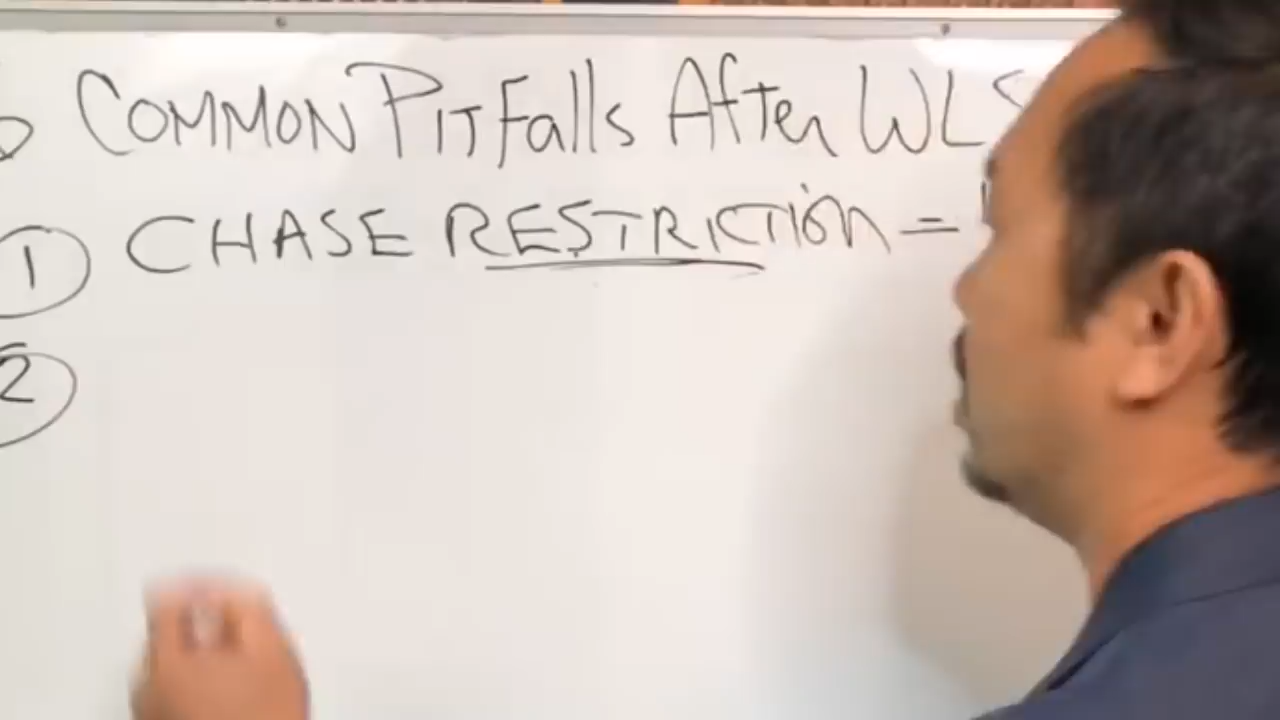 COMMON PITFalls After WLS
① CHASE RESTRICTION =
②